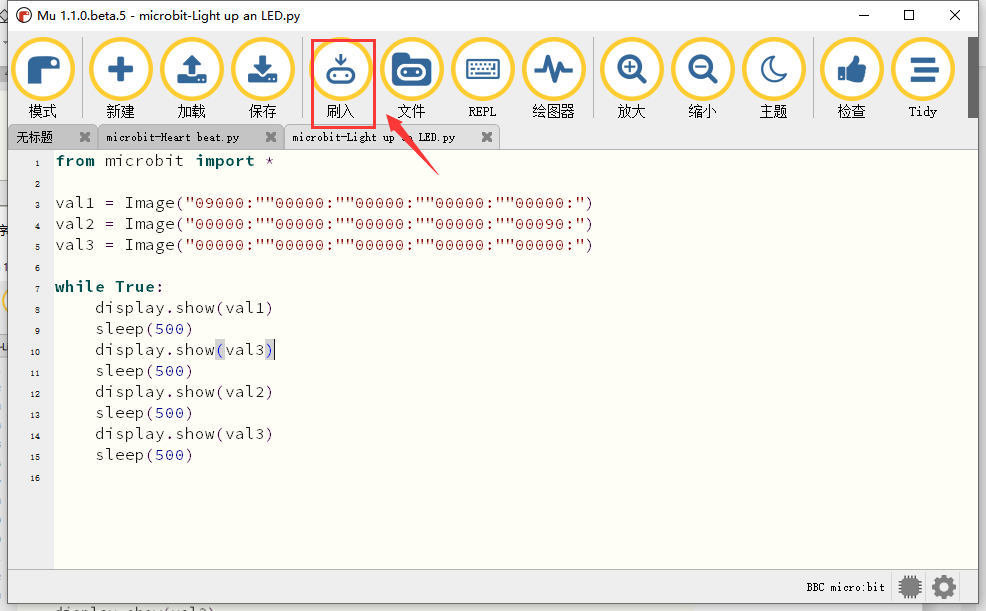 Mu 1.1.0.beta.5 - microbit-Light up an LED.py
模式 新建 加载 保存 刷入 文件 REPL 绘图器 放大 缩小 主题 检查 Tidy
无标题 microbit-Heart beat.py microbit-Light up an LED.py
1 from microbit import *
2
3 val1 = Image("09000:""00000:""00000:""00000:""00000:")
4 val2 = Image("00000:""00000:""00000:""00000:""00090:")
5 val3 = Image("00000:""00000:""00000:""00000:""00000:")
6
7 while True:
8 display.show(val1)
9 sleep(500)
10 display.show(val3)
11 sleep(500)
12 display.show(val2)
13 sleep(500)
14 display.show(val3)
15 sleep(500)
16
BBC micro:bit